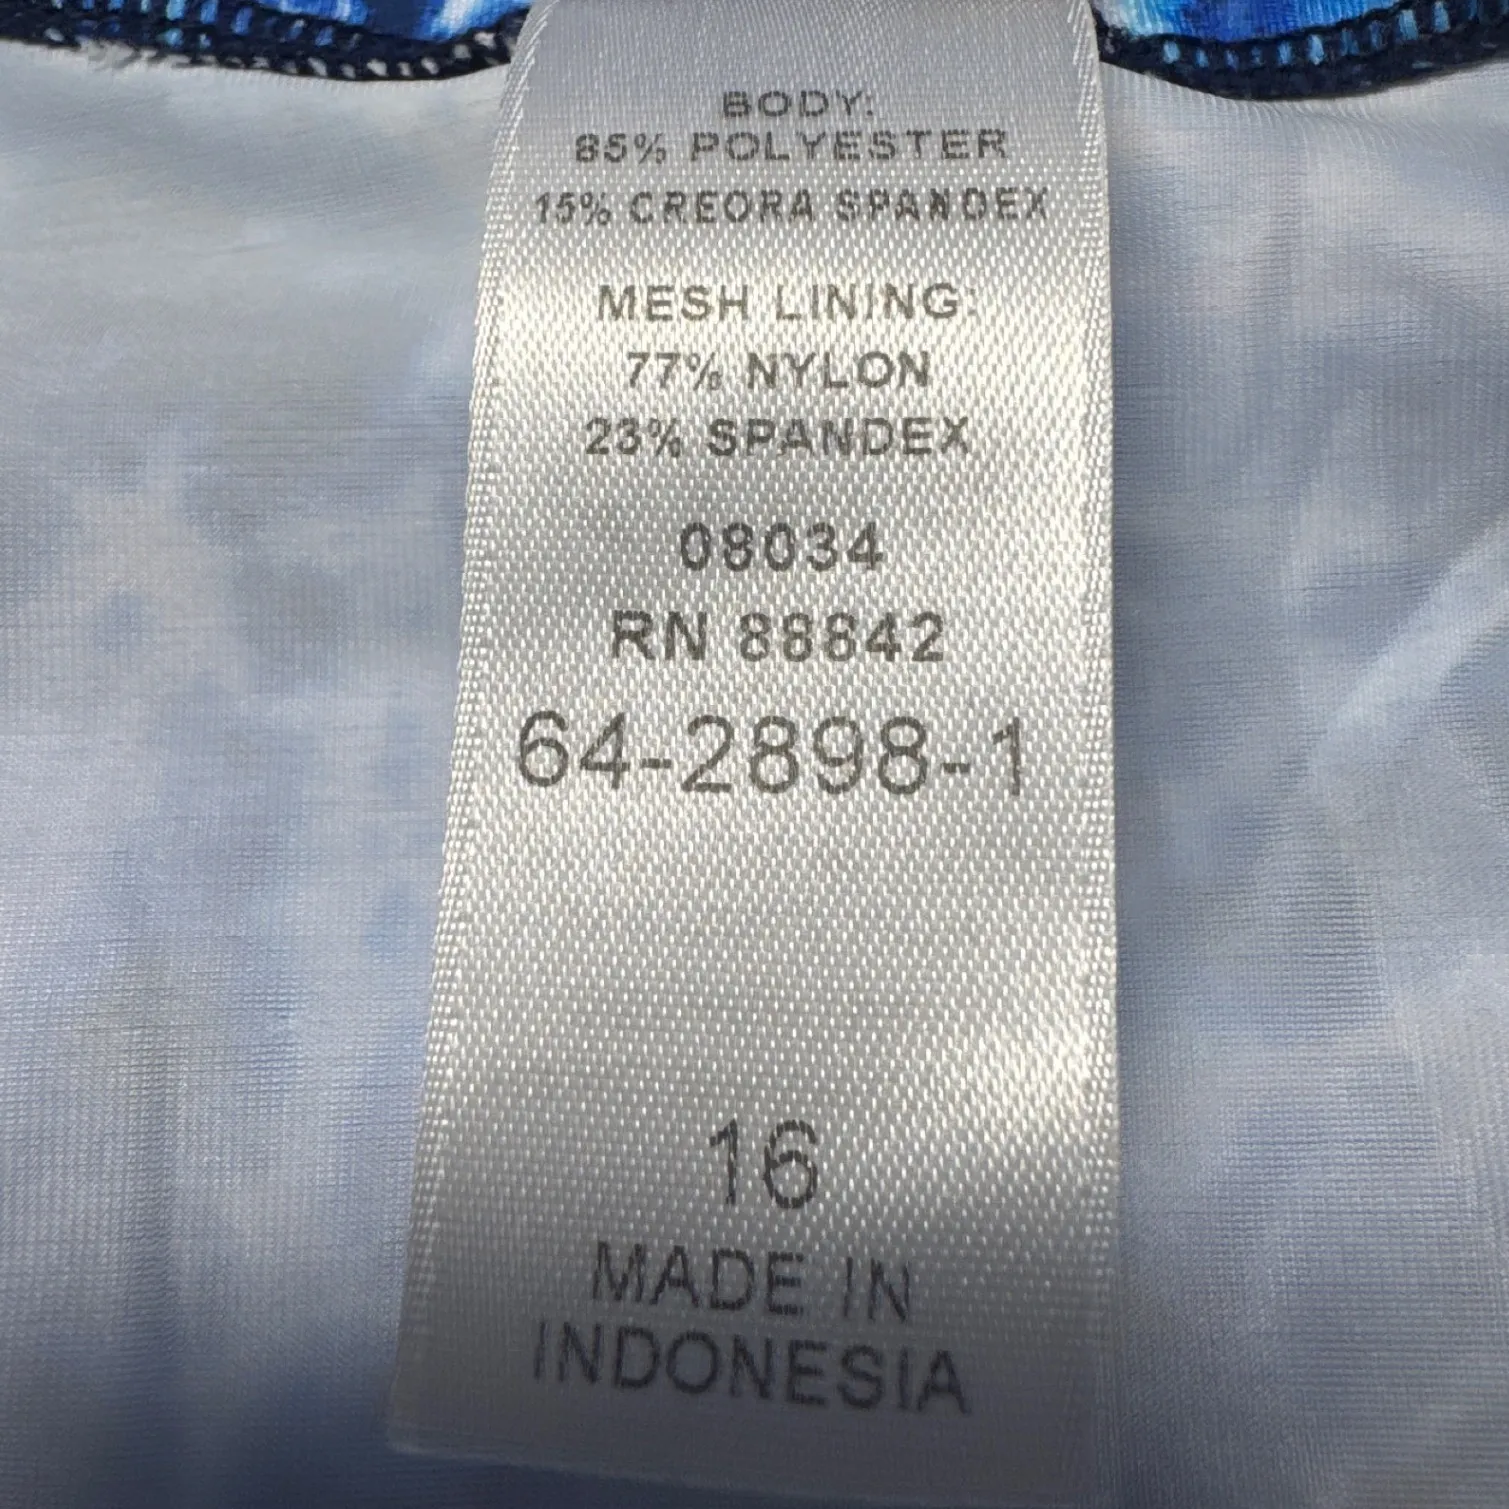 BODY:
85% POLYESTER
15% CREORA SPANDEX
MESH LINING:
77% NYLON
23% SPANDEX
08034
RN 88842
64-2898-1
16
MADE IN
INDONESIA